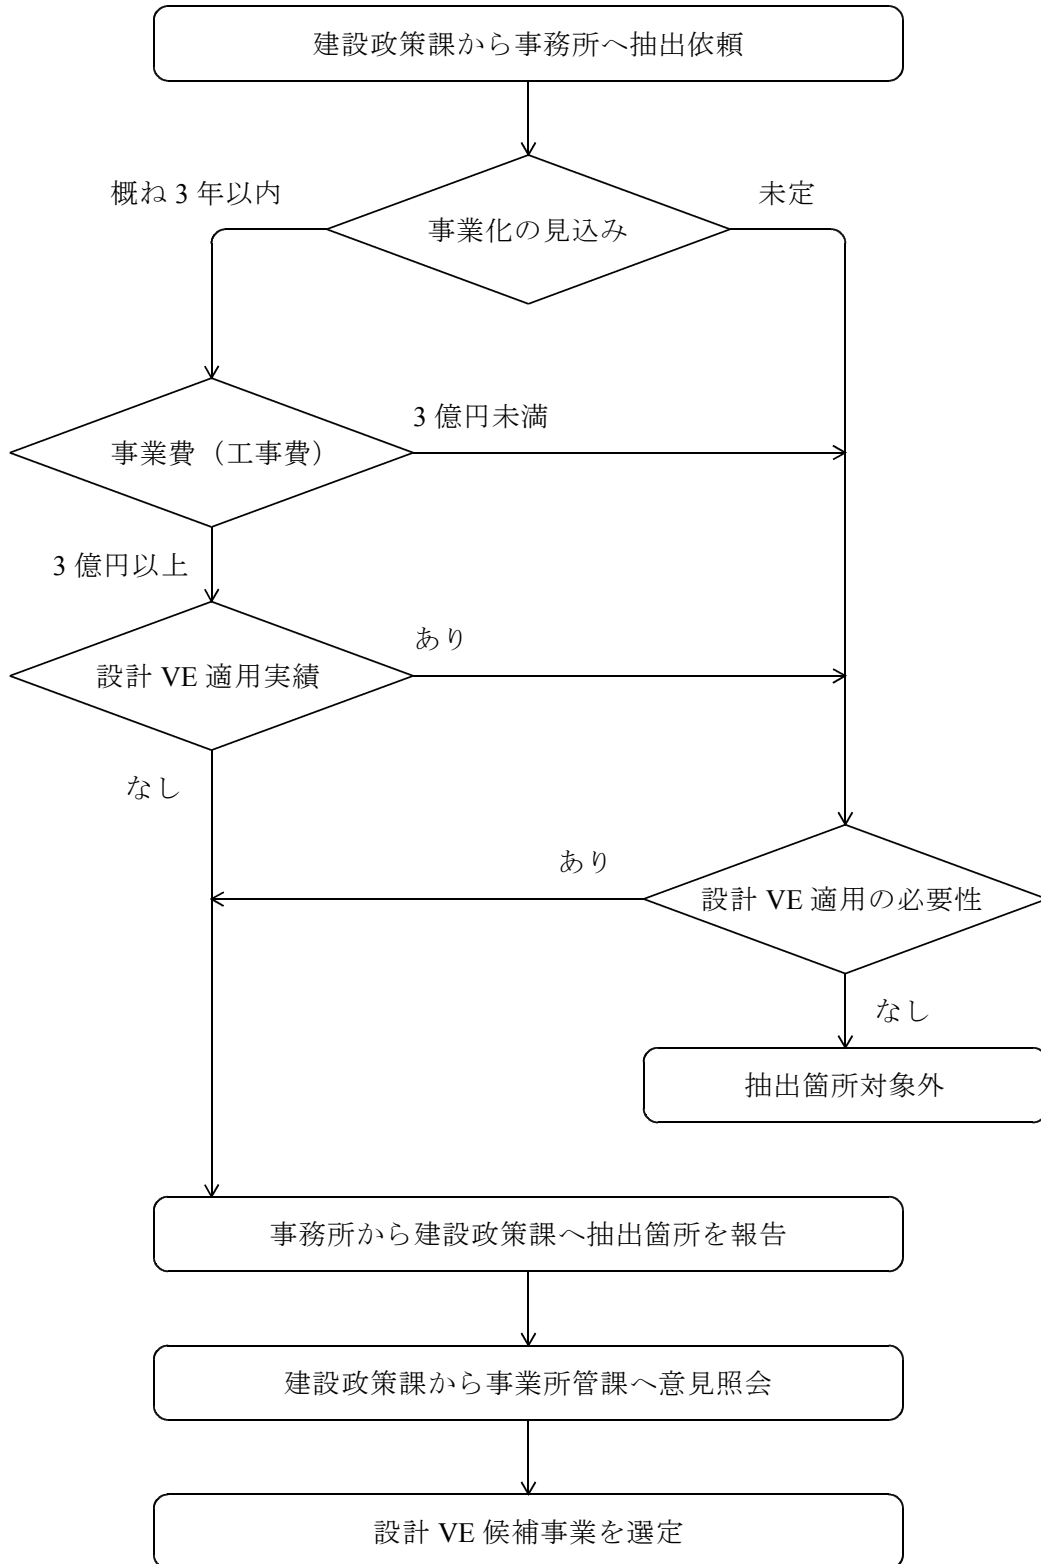 建設政策課から事務所へ抽出依頼
概ね 3 年以内
未定
事業化の見込み
3 億円未満
事業費（工事費）
3 億円以上
あり
設計 VE 適用実績
なし
あり
設計 VE 適用の必要性
なし
抽出箇所対象外
事務所から建設政策課へ抽出箇所を報告
建設政策課から事業所管課へ意見照会
設計 VE 候補事業を選定